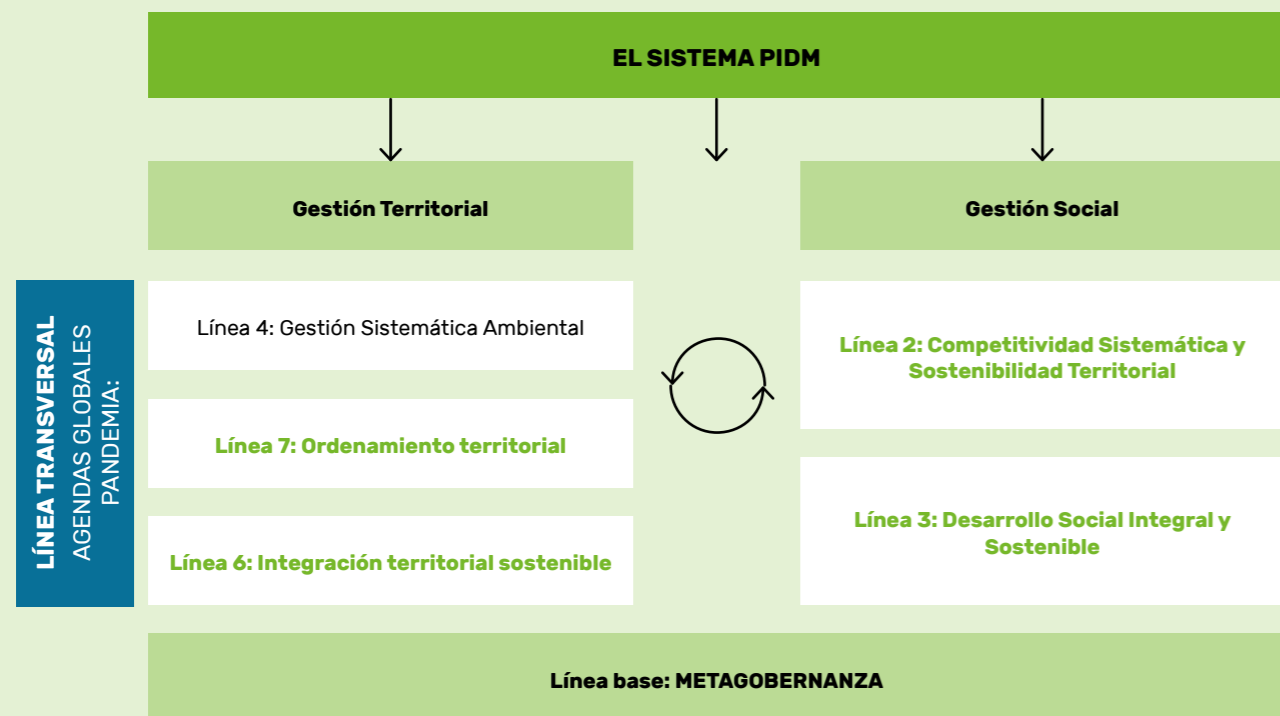 EL SISTEMA PIDM
Gestión Territorial
Gestión Social
LÍNEA TRANSVERSAL
AGENDAS GLOBALES
PANDEMIA:
Línea 4: Gestión Sistemática Ambiental
Línea 7: Ordenamiento territorial
Línea 6: Integración territorial sostenible
Línea 2: Competitividad Sistemática y
Sostenibilidad Territorial
Línea 3: Desarrollo Social Integral y
Sostenible
Línea base: METAGOBERNANZA